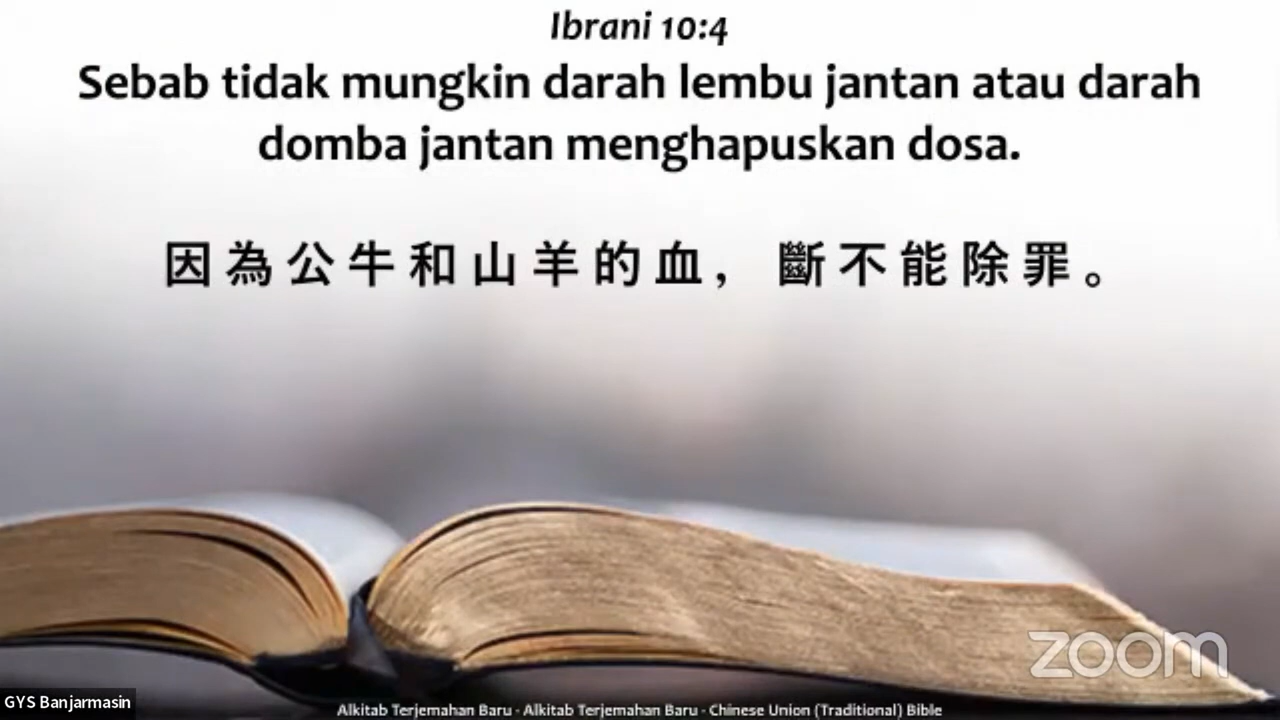 Ibrani 10:4
Sebab tidak mungkin darah lembu jantan atau darah
domba jantan menghapuskan dosa.
因為公牛和山羊的血，斷不能除罪。
zoom
GYS Banjarmasin
Alkitab Terjemahan Baru - Alkitab Terjemahan Baru - Chinese Union (Traditional) Bible